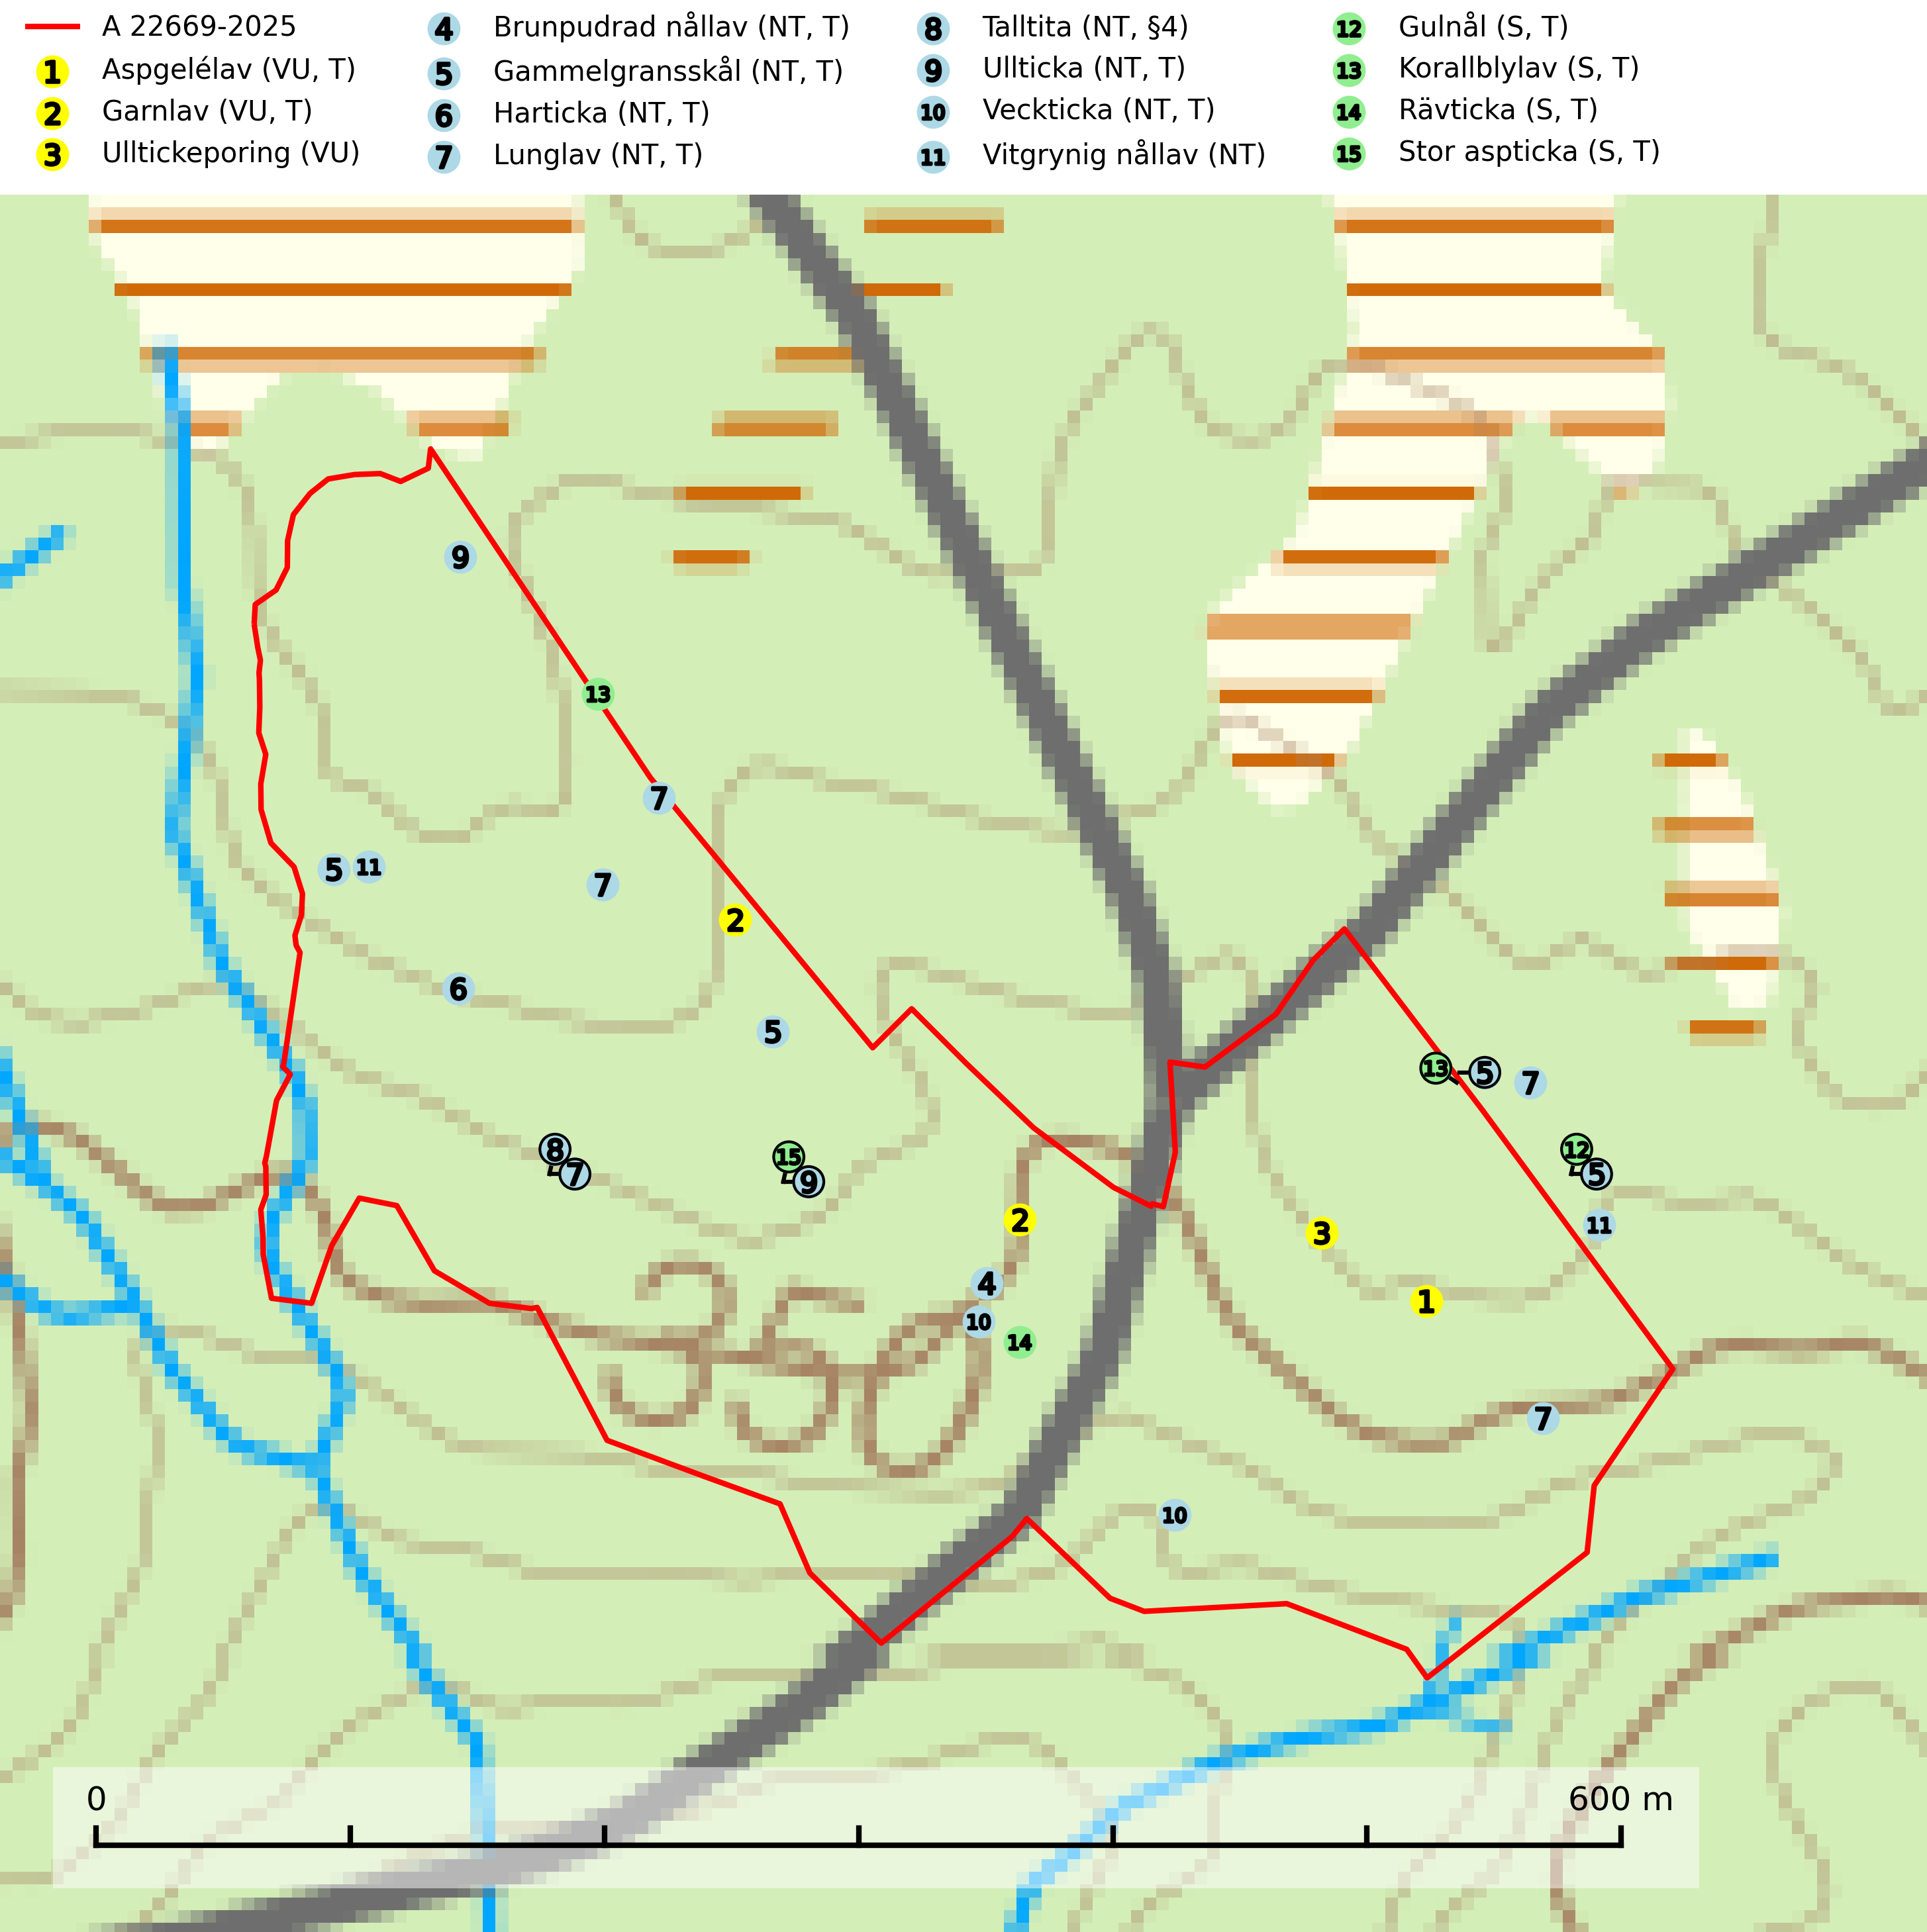 A 22669-2025
1 Aspgelélav (VU, T)
2 Garnlav (VU, T)
3 Ulltickeporing (VU)
4 Brunpudrad nållav (NT, T)
5 Gammelgransskål (NT, T)
6 Harticka (NT, T)
7 Lunglav (NT, T)
8 Talltita (NT, §4)
9 Ullticka (NT, T)
10 Veckticka (NT, T)
11 Vitgrynig nållav (NT)
12 Gulnål (S, T)
13 Korallblylav (S, T)
14 Rävticka (S, T)
15 Stor aspticka (S, T)
9
13
7
5 11
7
2
6
5
13 5 7
8
7
15
9
12
5
2
3
11
4
1
10
14
7
10
0 600 m